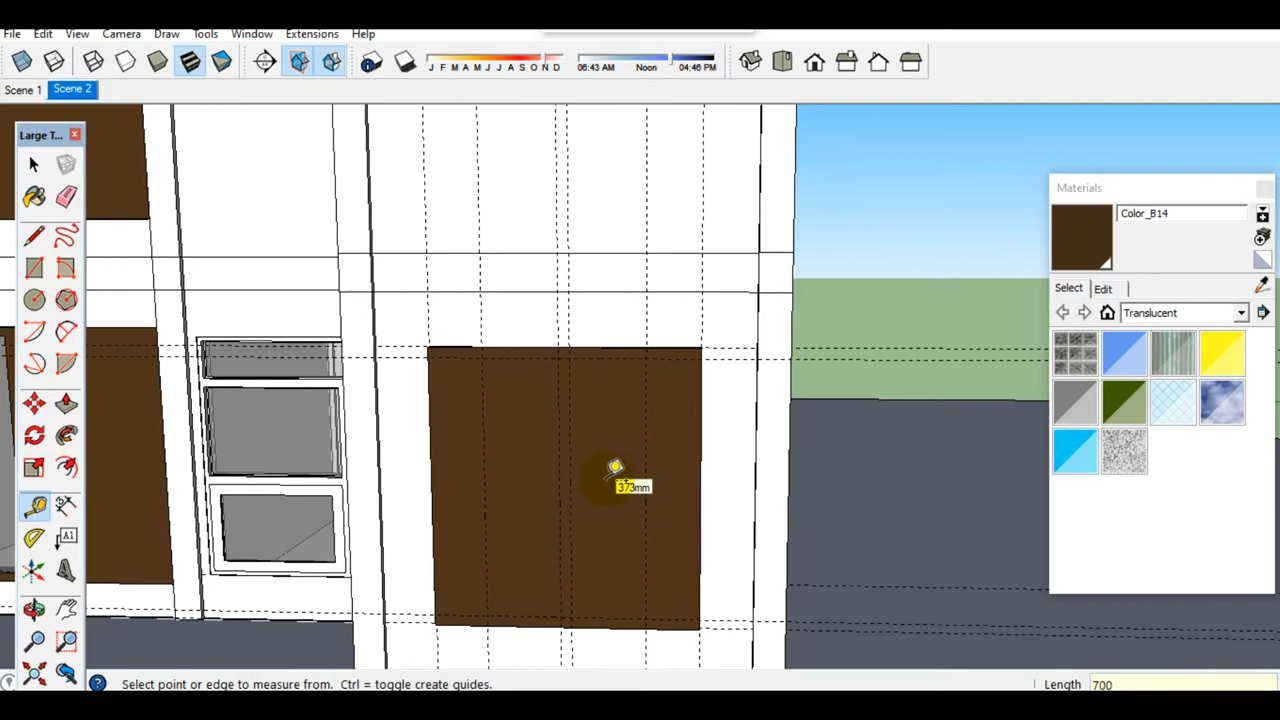 File Edit View Camera Draw Tools Window Extensions Help
J F M A M J J A S O N D
06:43 AM Noon 04:46 PM
Scene 1 Scene 2
Large T...
Materials
Color_B14
Select Edit
Translucent
A1
373mm
Select point or edge to measure from. Ctrl = toggle create guides.
Length 700